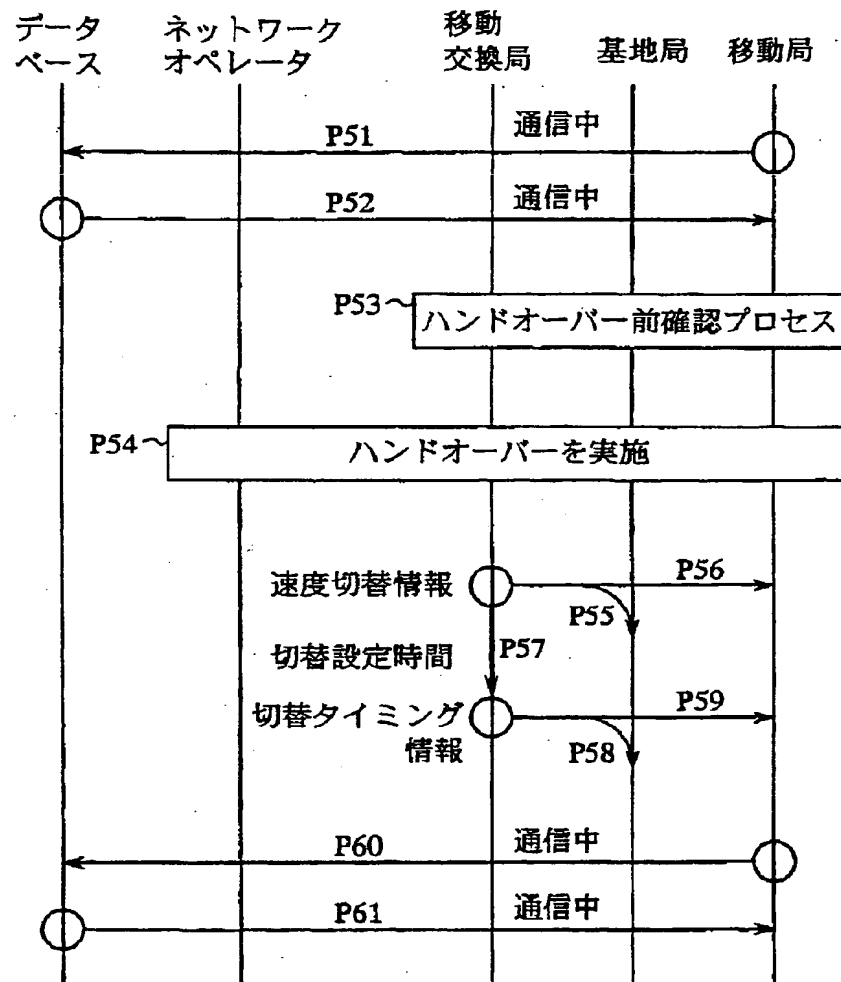 データ
ベース
ネットワーク
オペレータ
移動
交換局
基地局
移動局
P51
通信中
P52
通信中
P53
ハンドオーバー前確認プロセス
P54
ハンドオーバーを実施
速度切替情報
P56
P55
切替設定時間
P57
切替タイミング
情報
P59
P58
P60
通信中
P61
通信中